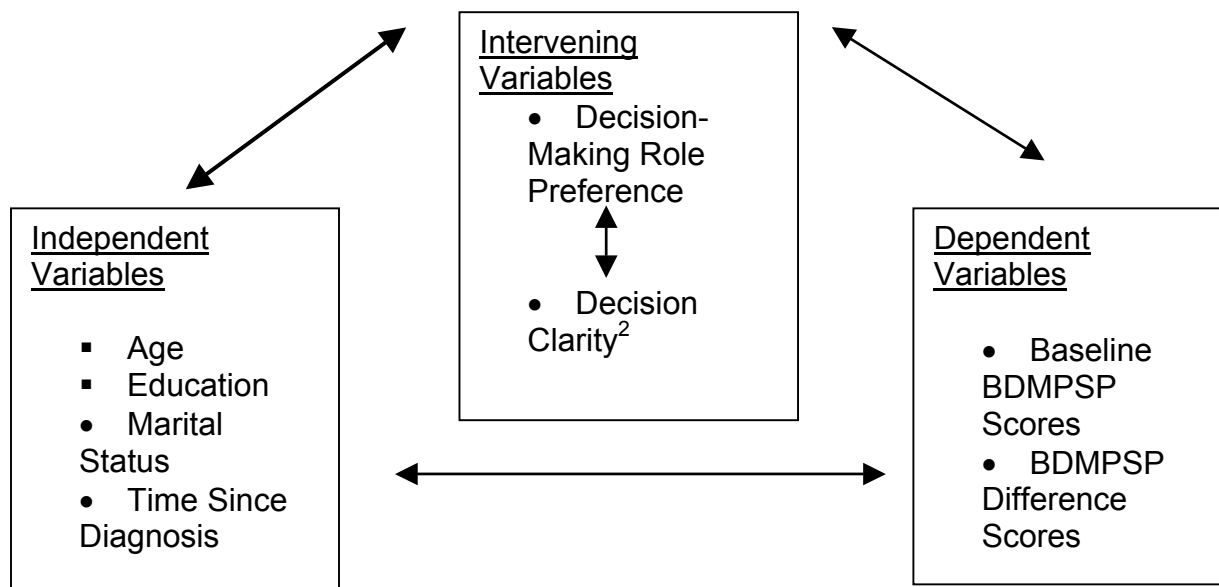 Intervening
Variables
• Decision-
Making Role
Preference
• Decision
Clarity²
Independent
Variables
▪ Age
▪ Education
• Marital
Status
• Time Since
Diagnosis
Dependent
Variables
• Baseline
BDMPSP
Scores
• BDMPSP
Difference
Scores